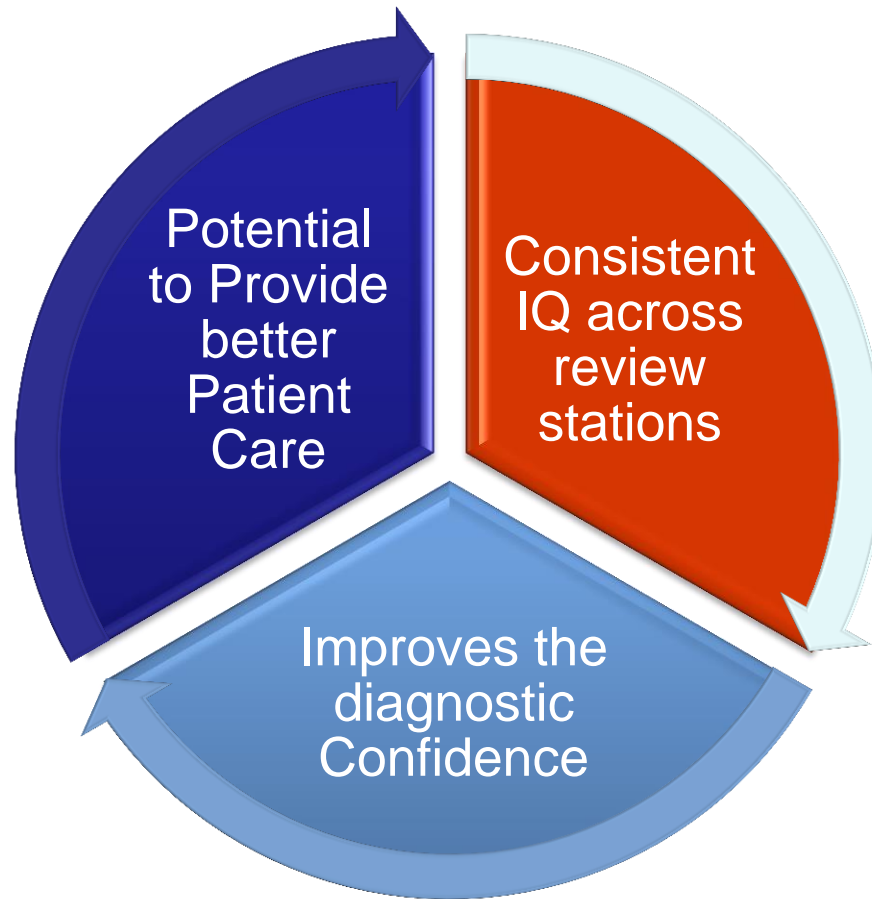 Potential
to Provide
better
Patient
Care
Consistent
IQ across
review
stations
Improves the
diagnostic
Confidence